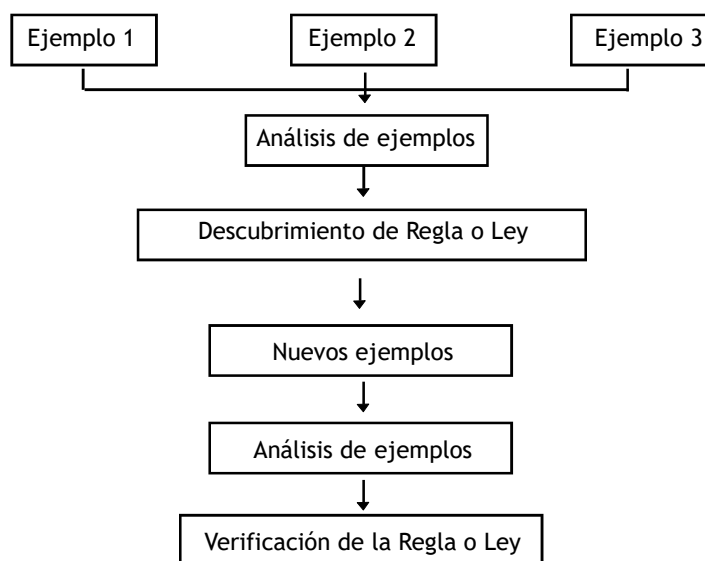 Ejemplo 1
Ejemplo 2
Ejemplo 3
Análisis de ejemplos
Descubrimiento de Regla o Ley
Nuevos ejemplos
Análisis de ejemplos
Verificación de la Regla o Ley